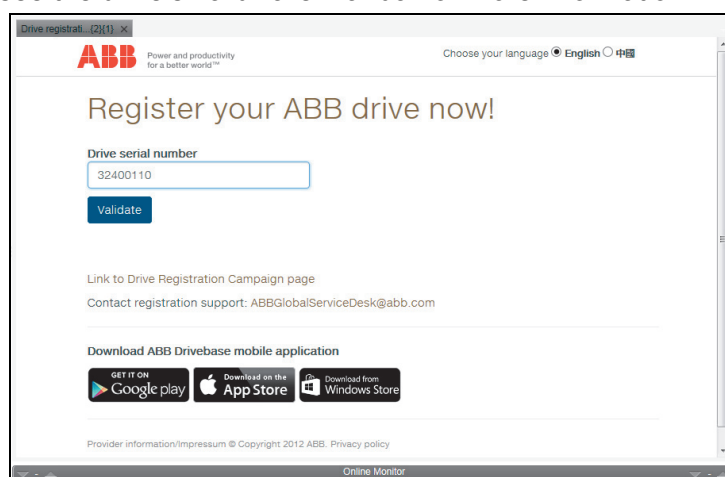 Drive registrati...{2}{1} ×
ABB
Power and productivity
for a better world™
Choose your language English 中國
Register your ABB drive now!
Drive serial number
32400110
Validate
Link to Drive Registration Campaign page
Contact registration support: ABBGlobalServiceDesk@abb.com
Download ABB Drivebase mobile application
GET IT ON
Google play
Download on the
App Store
Download from
Windows Store
Provider information/Impressum © Copyright 2012 ABB. Privacy policy
Online Monitor